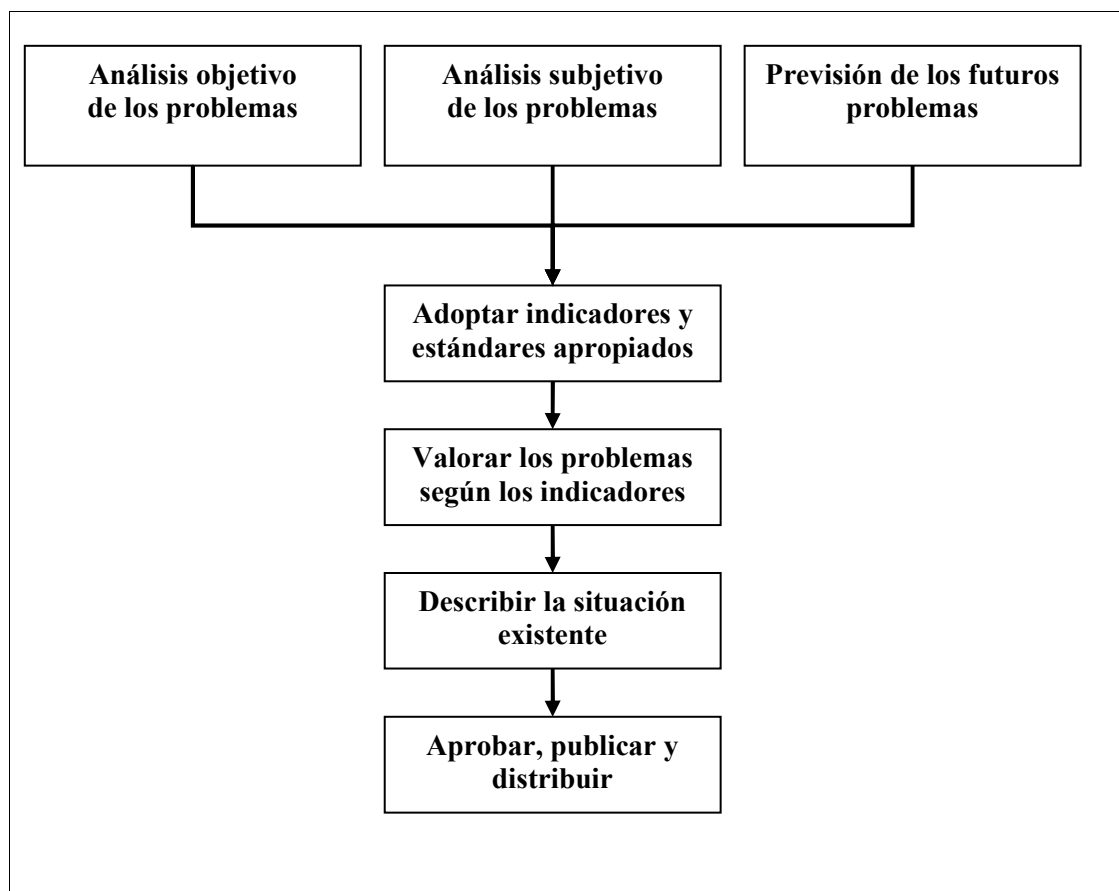 Análisis objetivo
de los problemas
Análisis subjetivo
de los problemas
Previsión de los futuros
problemas
Adoptar indicadores y
estándares apropiados
Valorar los problemas
según los indicadores
Describir la situación
existente
Aprobar, publicar y
distribuir